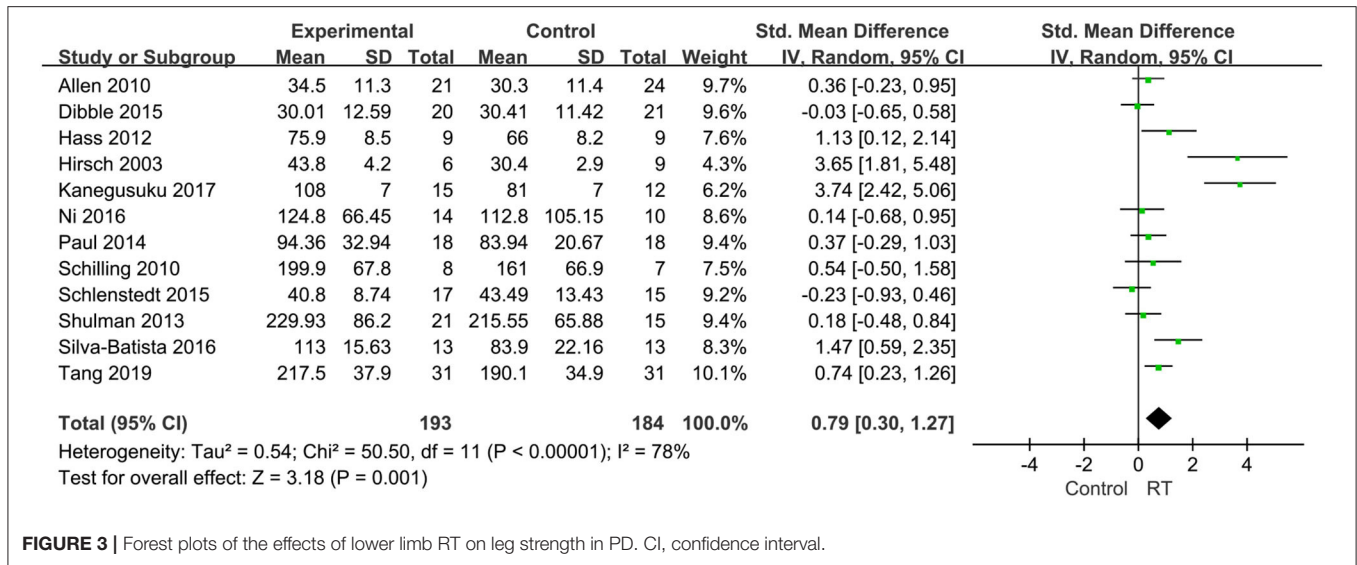 Experimental Control Std. Mean Difference Std. Mean Difference
Study or Subgroup Mean SD Total Mean SD Total Weight IV, Random, 95% CI IV, Random, 95% CI
Allen 2010 34.5 11.3 21 30.3 11.4 24 9.7% 0.36 [-0.23, 0.95]
Dibble 2015 30.01 12.59 20 30.41 11.42 21 9.6% -0.03 [-0.65, 0.58]
Hass 2012 75.9 8.5 9 66 8.2 9 7.6% 1.13 [0.12, 2.14]
Hirsch 2003 43.8 4.2 6 30.4 2.9 9 4.3% 3.65 [1.81, 5.48]
Kanegusuku 2017 108 7 15 81 7 12 6.2% 3.74 [2.42, 5.06]
Ni 2016 124.8 66.45 14 112.8 105.15 10 8.6% 0.14 [-0.68, 0.95]
Paul 2014 94.36 32.94 18 83.94 20.67 18 9.4% 0.37 [-0.29, 1.03]
Schilling 2010 199.9 67.8 8 161 66.9 7 7.5% 0.54 [-0.50, 1.58]
Schlenstedt 2015 40.8 8.74 17 43.49 13.43 15 9.2% -0.23 [-0.93, 0.46]
Shulman 2013 229.93 86.2 21 215.55 65.88 15 9.4% 0.18 [-0.48, 0.84]
Silva-Batista 2016 113 15.63 13 83.9 22.16 13 8.3% 1.47 [0.59, 2.35]
Tang 2019 217.5 37.9 31 190.1 34.9 31 10.1% 0.74 [0.23, 1.26]
Total (95% CI) 193 184 100.0% 0.79 [0.30, 1.27]
Heterogeneity: Tau² = 0.54; Chi² = 50.50, df = 11 (P < 0.00001); I² = 78%
Test for overall effect: Z = 3.18 (P = 0.001)
-4 -2 0 2 4
Control RT
FIGURE 3 | Forest plots of the effects of lower limb RT on leg strength in PD. CI, confidence interval.